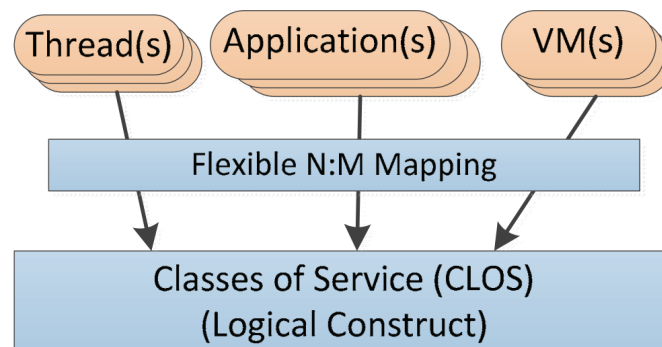 Thread(s)
Application(s)
VM(s)
Flexible N:M Mapping
Classes of Service (CLOS)
(Logical Construct)